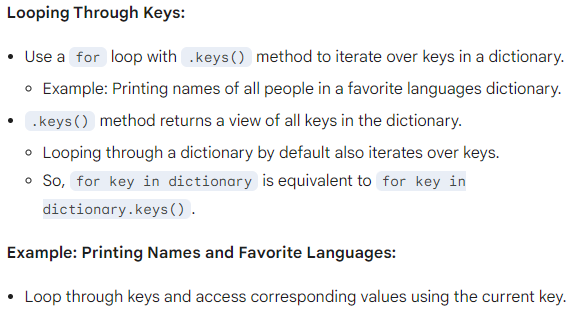 Looping Through Keys:
• Use a for loop with .keys() method to iterate over keys in a dictionary.
○ Example: Printing names of all people in a favorite languages dictionary.
• .keys() method returns a view of all keys in the dictionary.
○ Looping through a dictionary by default also iterates over keys.
○ So, for key in dictionary is equivalent to for key in
dictionary.keys() .
Example: Printing Names and Favorite Languages:
• Loop through keys and access corresponding values using the current key.